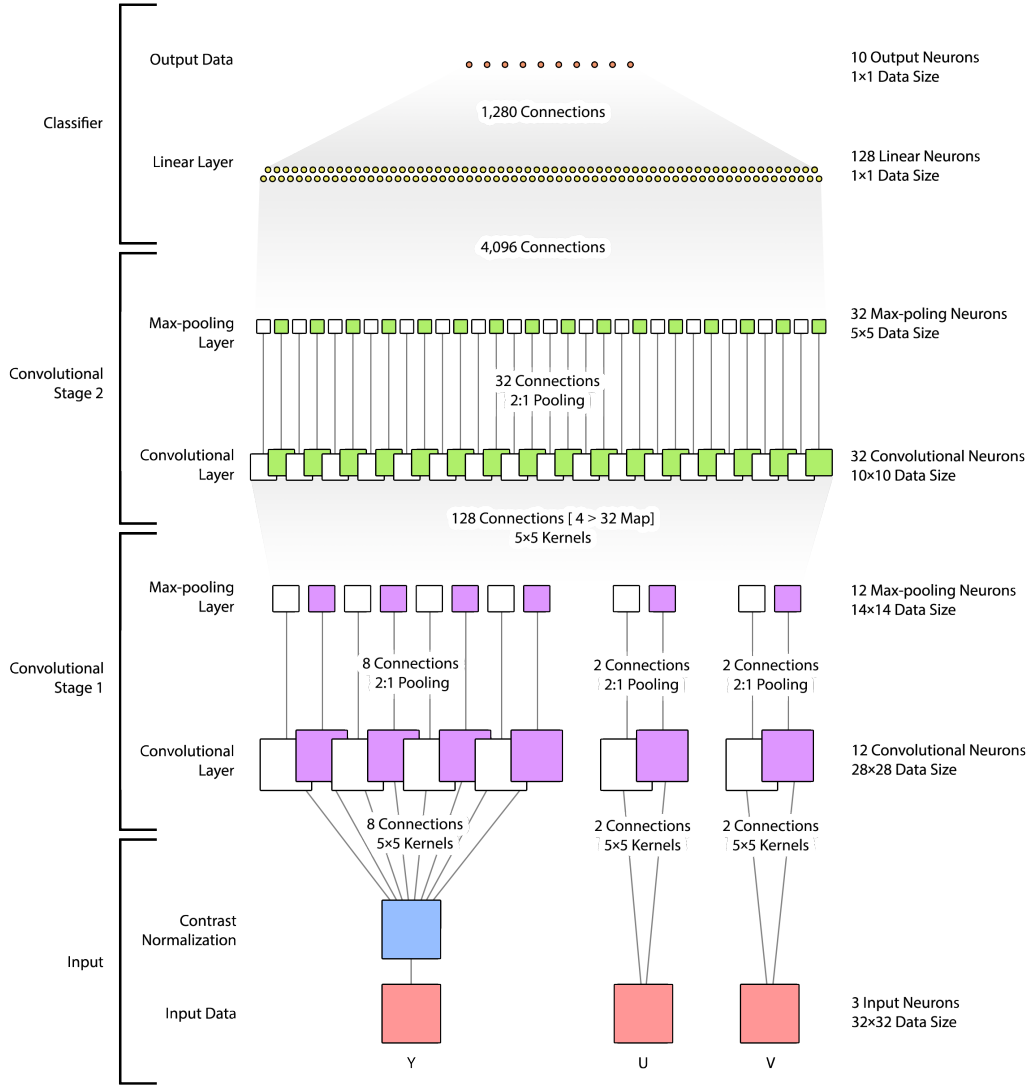 Output Data
10 Output Neurons
1×1 Data Size
1,280 Connections
Classifier
Linear Layer
128 Linear Neurons
1×1 Data Size
4,096 Connections
Max-pooling
Layer
32 Max-poling Neurons
5×5 Data Size
Convolutional
Stage 2
32 Connections
2:1 Pooling
Convolutional
Layer
32 Convolutional Neurons
10×10 Data Size
128 Connections [ 4 > 32 Map]
5×5 Kernels
Max-pooling
Layer
12 Max-pooling Neurons
14×14 Data Size
Convolutional
Stage 1
8 Connections
2:1 Pooling
2 Connections
2:1 Pooling
2 Connections
2:1 Pooling
Convolutional
Layer
12 Convolutional Neurons
28×28 Data Size
8 Connections
5×5 Kernels
2 Connections
5×5 Kernels
2 Connections
5×5 Kernels
Contrast
Normalization
Input
Input Data
3 Input Neurons
32×32 Data Size
Y
U
V